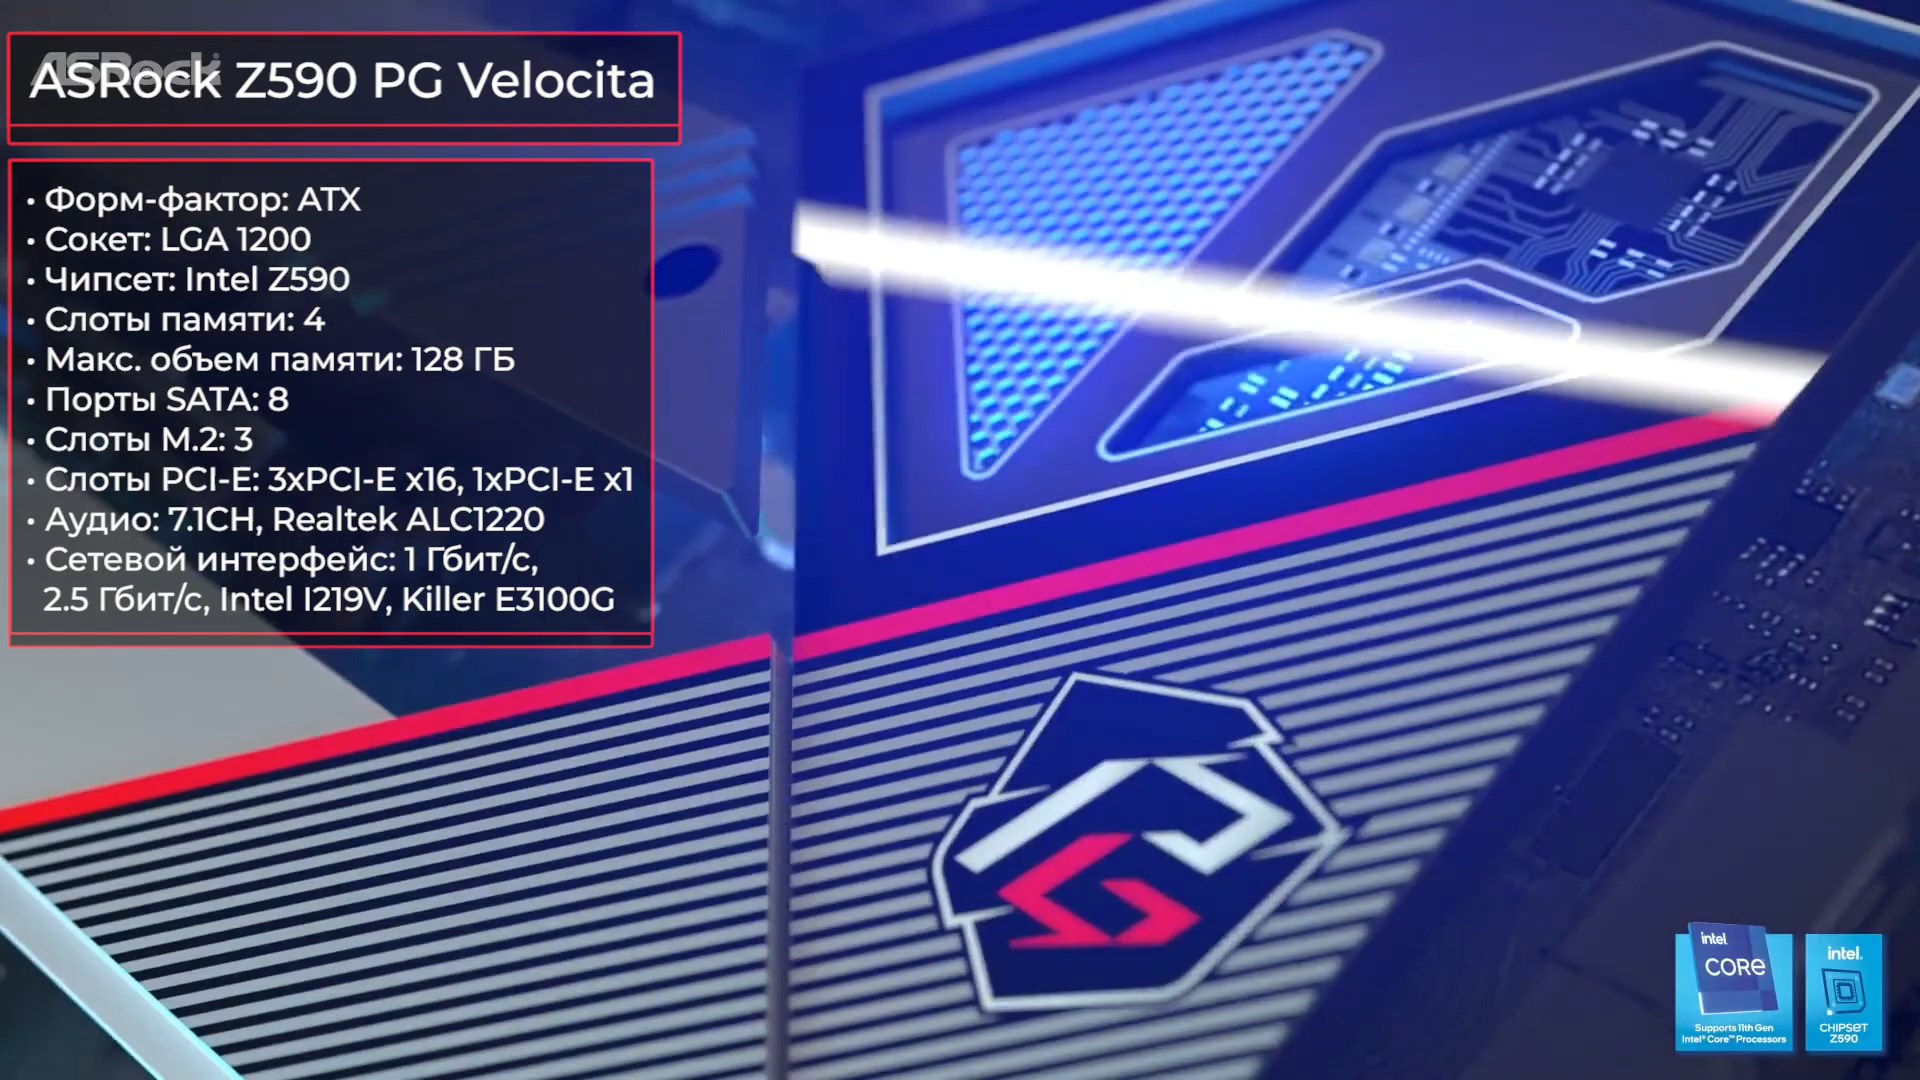 ASRock
ASRock Z590 PG Velocita
• Форм-фактор: ATX
• Сокет: LGA 1200
• Чипсет: Intel Z590
• Слоты памяти: 4
• Макс. объем памяти: 128 ГБ
• Порты SATA: 8
• Слоты M.2: 3
• Слоты PCI-E: 3xPCI-E x16, 1xPCI-E x1
• Аудио: 7.1CH, Realtek ALC1220
• Сетевой интерфейс: 1 Гбит/с,
2.5 Гбит/с, Intel I219V, Killer E3100G
intel.
CORE
Supports 11th Gen
Intel® Core™ Processors
intel.
CHIPSET
Z590